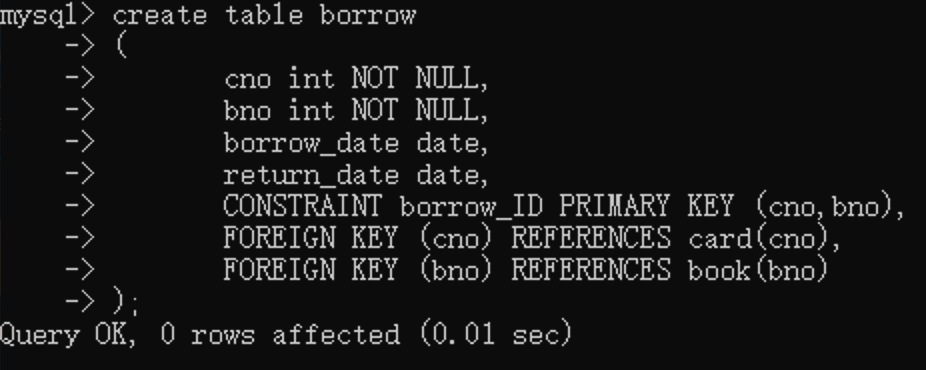 mysql> create table borrow
    -> (
    ->         cno int NOT NULL,
    ->         bno int NOT NULL,
    ->         borrow_date date,
    ->         return_date date,
    ->         CONSTRAINT borrow_ID PRIMARY KEY (cno,bno),
    ->         FOREIGN KEY (cno) REFERENCES card(cno),
    ->         FOREIGN KEY (bno) REFERENCES book(bno)
    -> );
Query OK, 0 rows affected (0.01 sec)